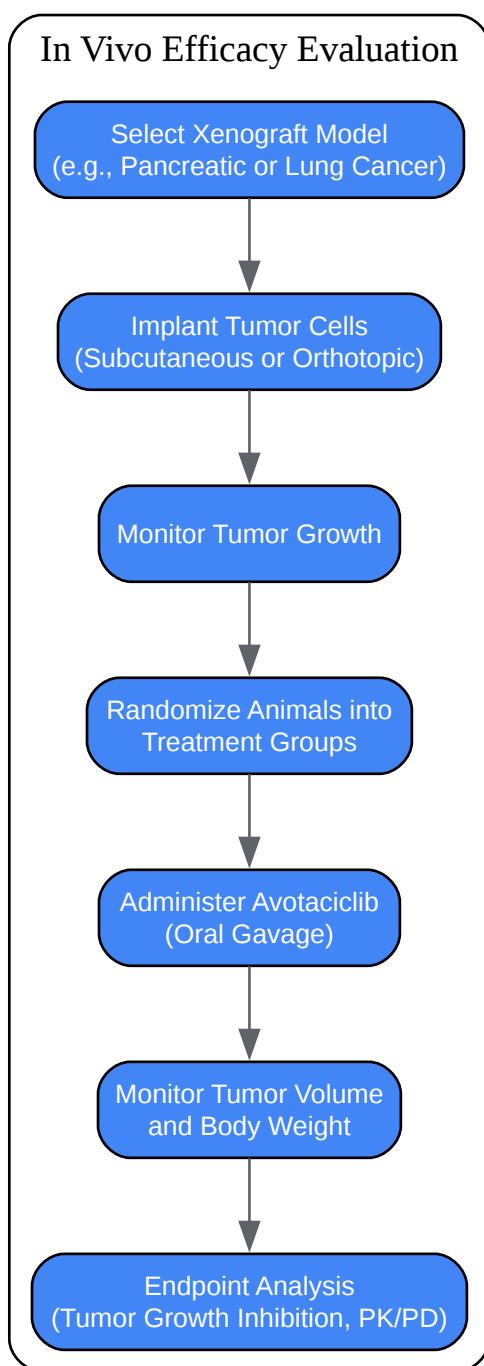 In Vivo Efficacy Evaluation
Select Xenograft Model
(e.g., Pancreatic or Lung Cancer)
Implant Tumor Cells
(Subcutaneous or Orthotopic)
Monitor Tumor Growth
Randomize Animals into
Treatment Groups
Administer Avotaciclib
(Oral Gavage)
Monitor Tumor Volume
and Body Weight
Endpoint Analysis
(Tumor Growth Inhibition, PK/PD)